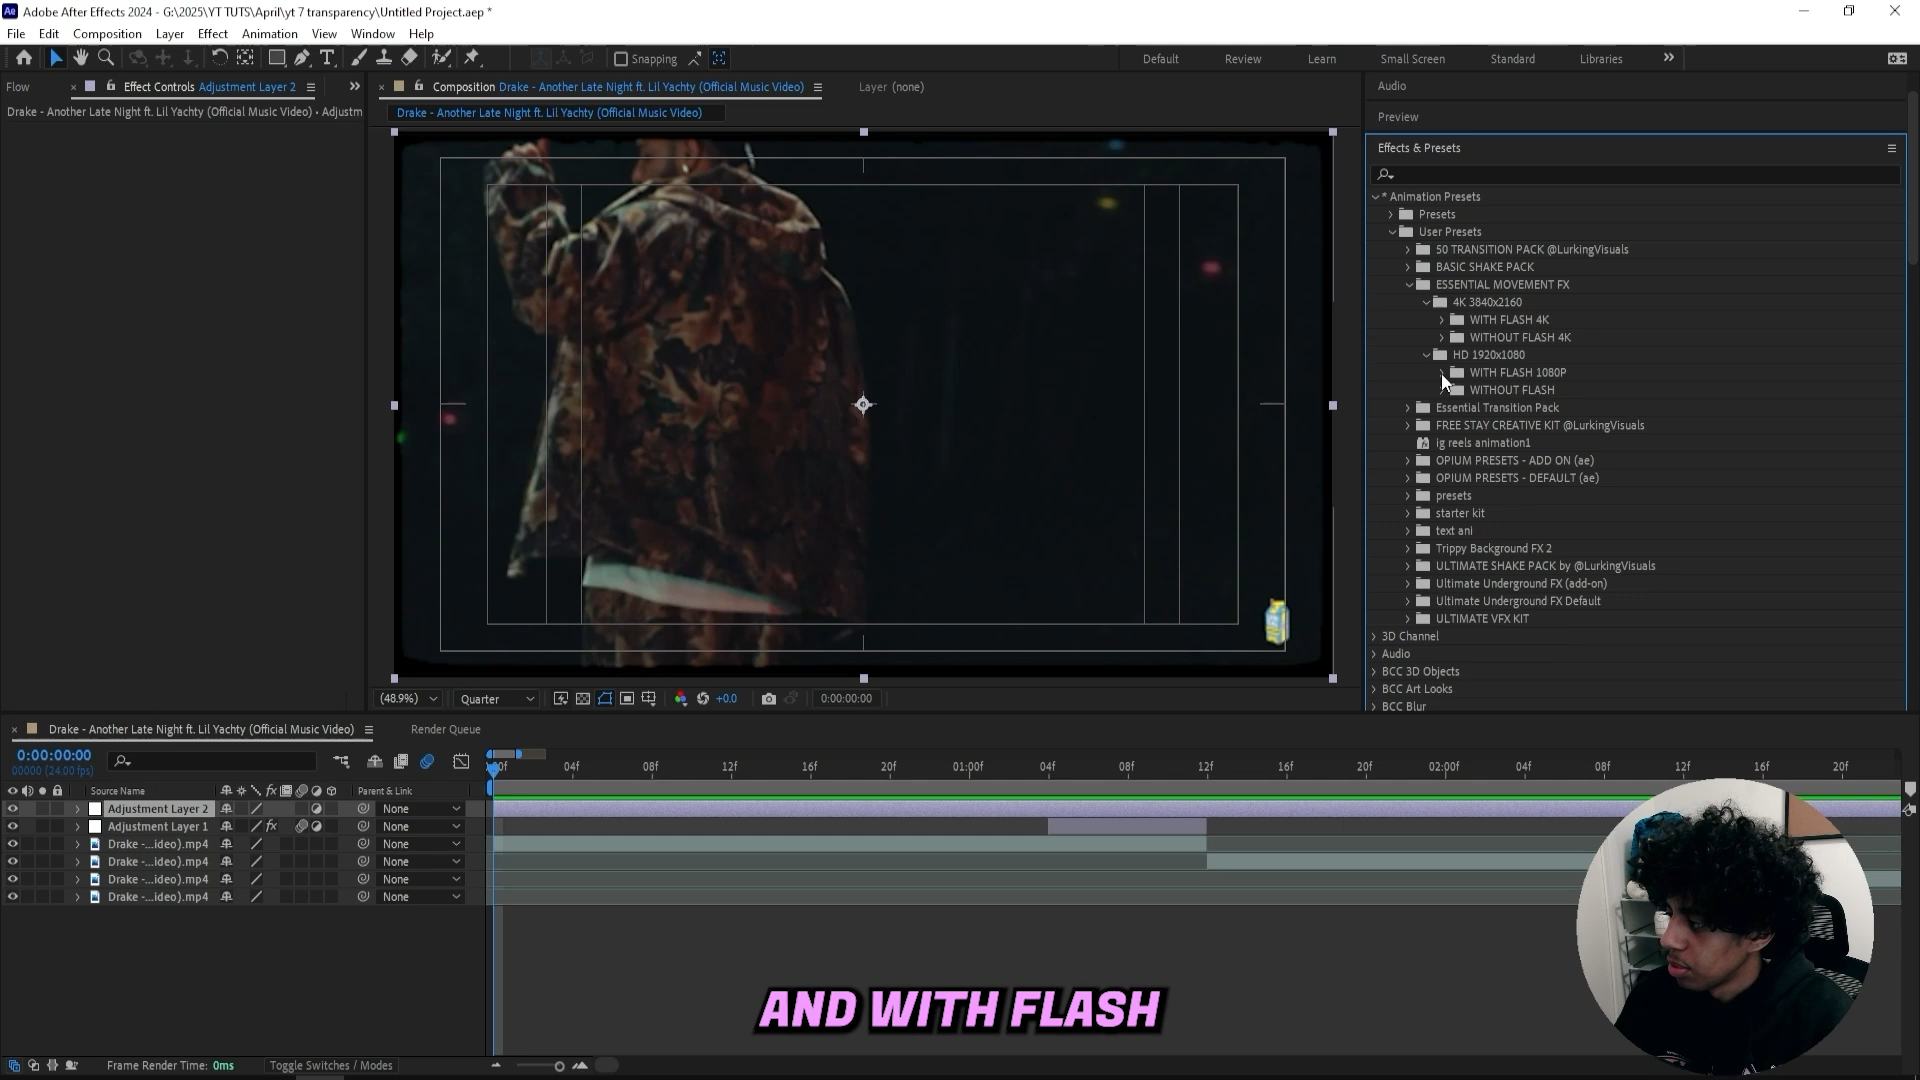 Adobe After Effects 2024 - G:\2025\YT TUTS\April\yt 7 transparency\Untitled Project.aep *
File Edit Composition Layer Effect Animation View Window Help
Snapping
Default Review Learn Small Screen Standard Libraries
Flow Effect Controls Adjustment Layer 2
Composition Drake - Another Late Night ft. Lil Yachty (Official Music Video) Layer (none)
Audio
Drake - Another Late Night ft. Lil Yachty (Official Music Video) • Adjustm
Drake - Another Late Night ft. Lil Yachty (Official Music Video)
Preview
Effects & Presets
* Animation Presets
Presets
User Presets
50 TRANSITION PACK @LurkingVisuals
BASIC SHAKE PACK
ESSENTIAL MOVEMENT FX
4K 3840x2160
WITH FLASH 4K
WITHOUT FLASH 4K
HD 1920x1080
WITH FLASH 1080P
WITHOUT FLASH
Essential Transition Pack
FREE STAY CREATIVE KIT @LurkingVisuals
ig reels animation1
OPIUM PRESETS - ADD ON (ae)
OPIUM PRESETS - DEFAULT (ae)
presets
starter kit
text ani
Trippy Background FX 2
ULTIMATE SHAKE PACK by @LurkingVisuals
Ultimate Underground FX (add-on)
Ultimate Underground FX Default
ULTIMATE VFX KIT
3D Channel
Audio
BCC 3D Objects
BCC Art Looks
BCC Blur
(48.9%) Quarter +0.0 0:00:00:00
Drake - Another Late Night ft. Lil Yachty (Official Music Video) Render Queue
0:00:00:00
00000 (24.00 fps)
04f 08f 12f 16f 20f 01:00f 04f 08f 12f 16f 20f 02:00f 04f 08f 12f 16f 20f
Source Name fx Parent & Link
Adjustment Layer 2 None
Adjustment Layer 1 fx None
Drake -...ideo).mp4 None
Drake -...ideo).mp4 None
Drake -...ideo).mp4 None
Drake -...ideo).mp4 None
AND WITH FLASH
Frame Render Time: 0ms Toggle Switches / Modes